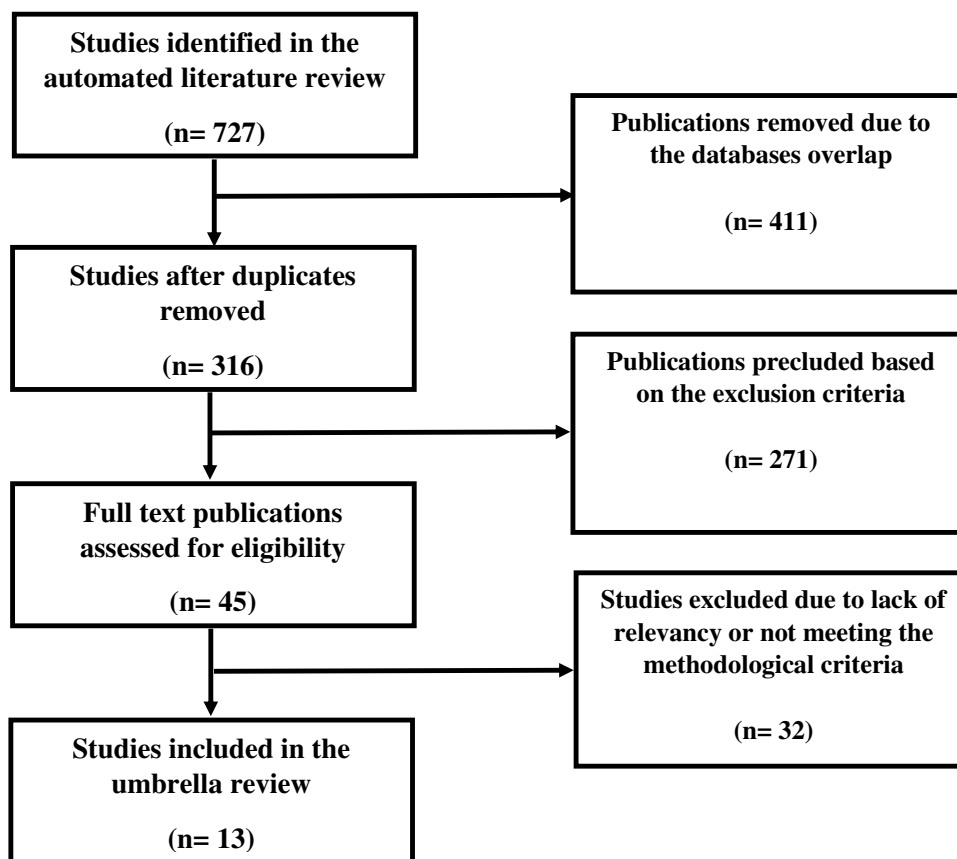 Studies identified in the
automated literature review
(n= 727)
Publications removed due to
the databases overlap
(n= 411)
Studies after duplicates
removed
(n= 316)
Publications precluded based
on the exclusion criteria
(n= 271)
Full text publications
assessed for eligibility
(n= 45)
Studies excluded due to lack of
relevancy or not meeting the
methodological criteria
(n= 32)
Studies included in the
umbrella review
(n= 13)